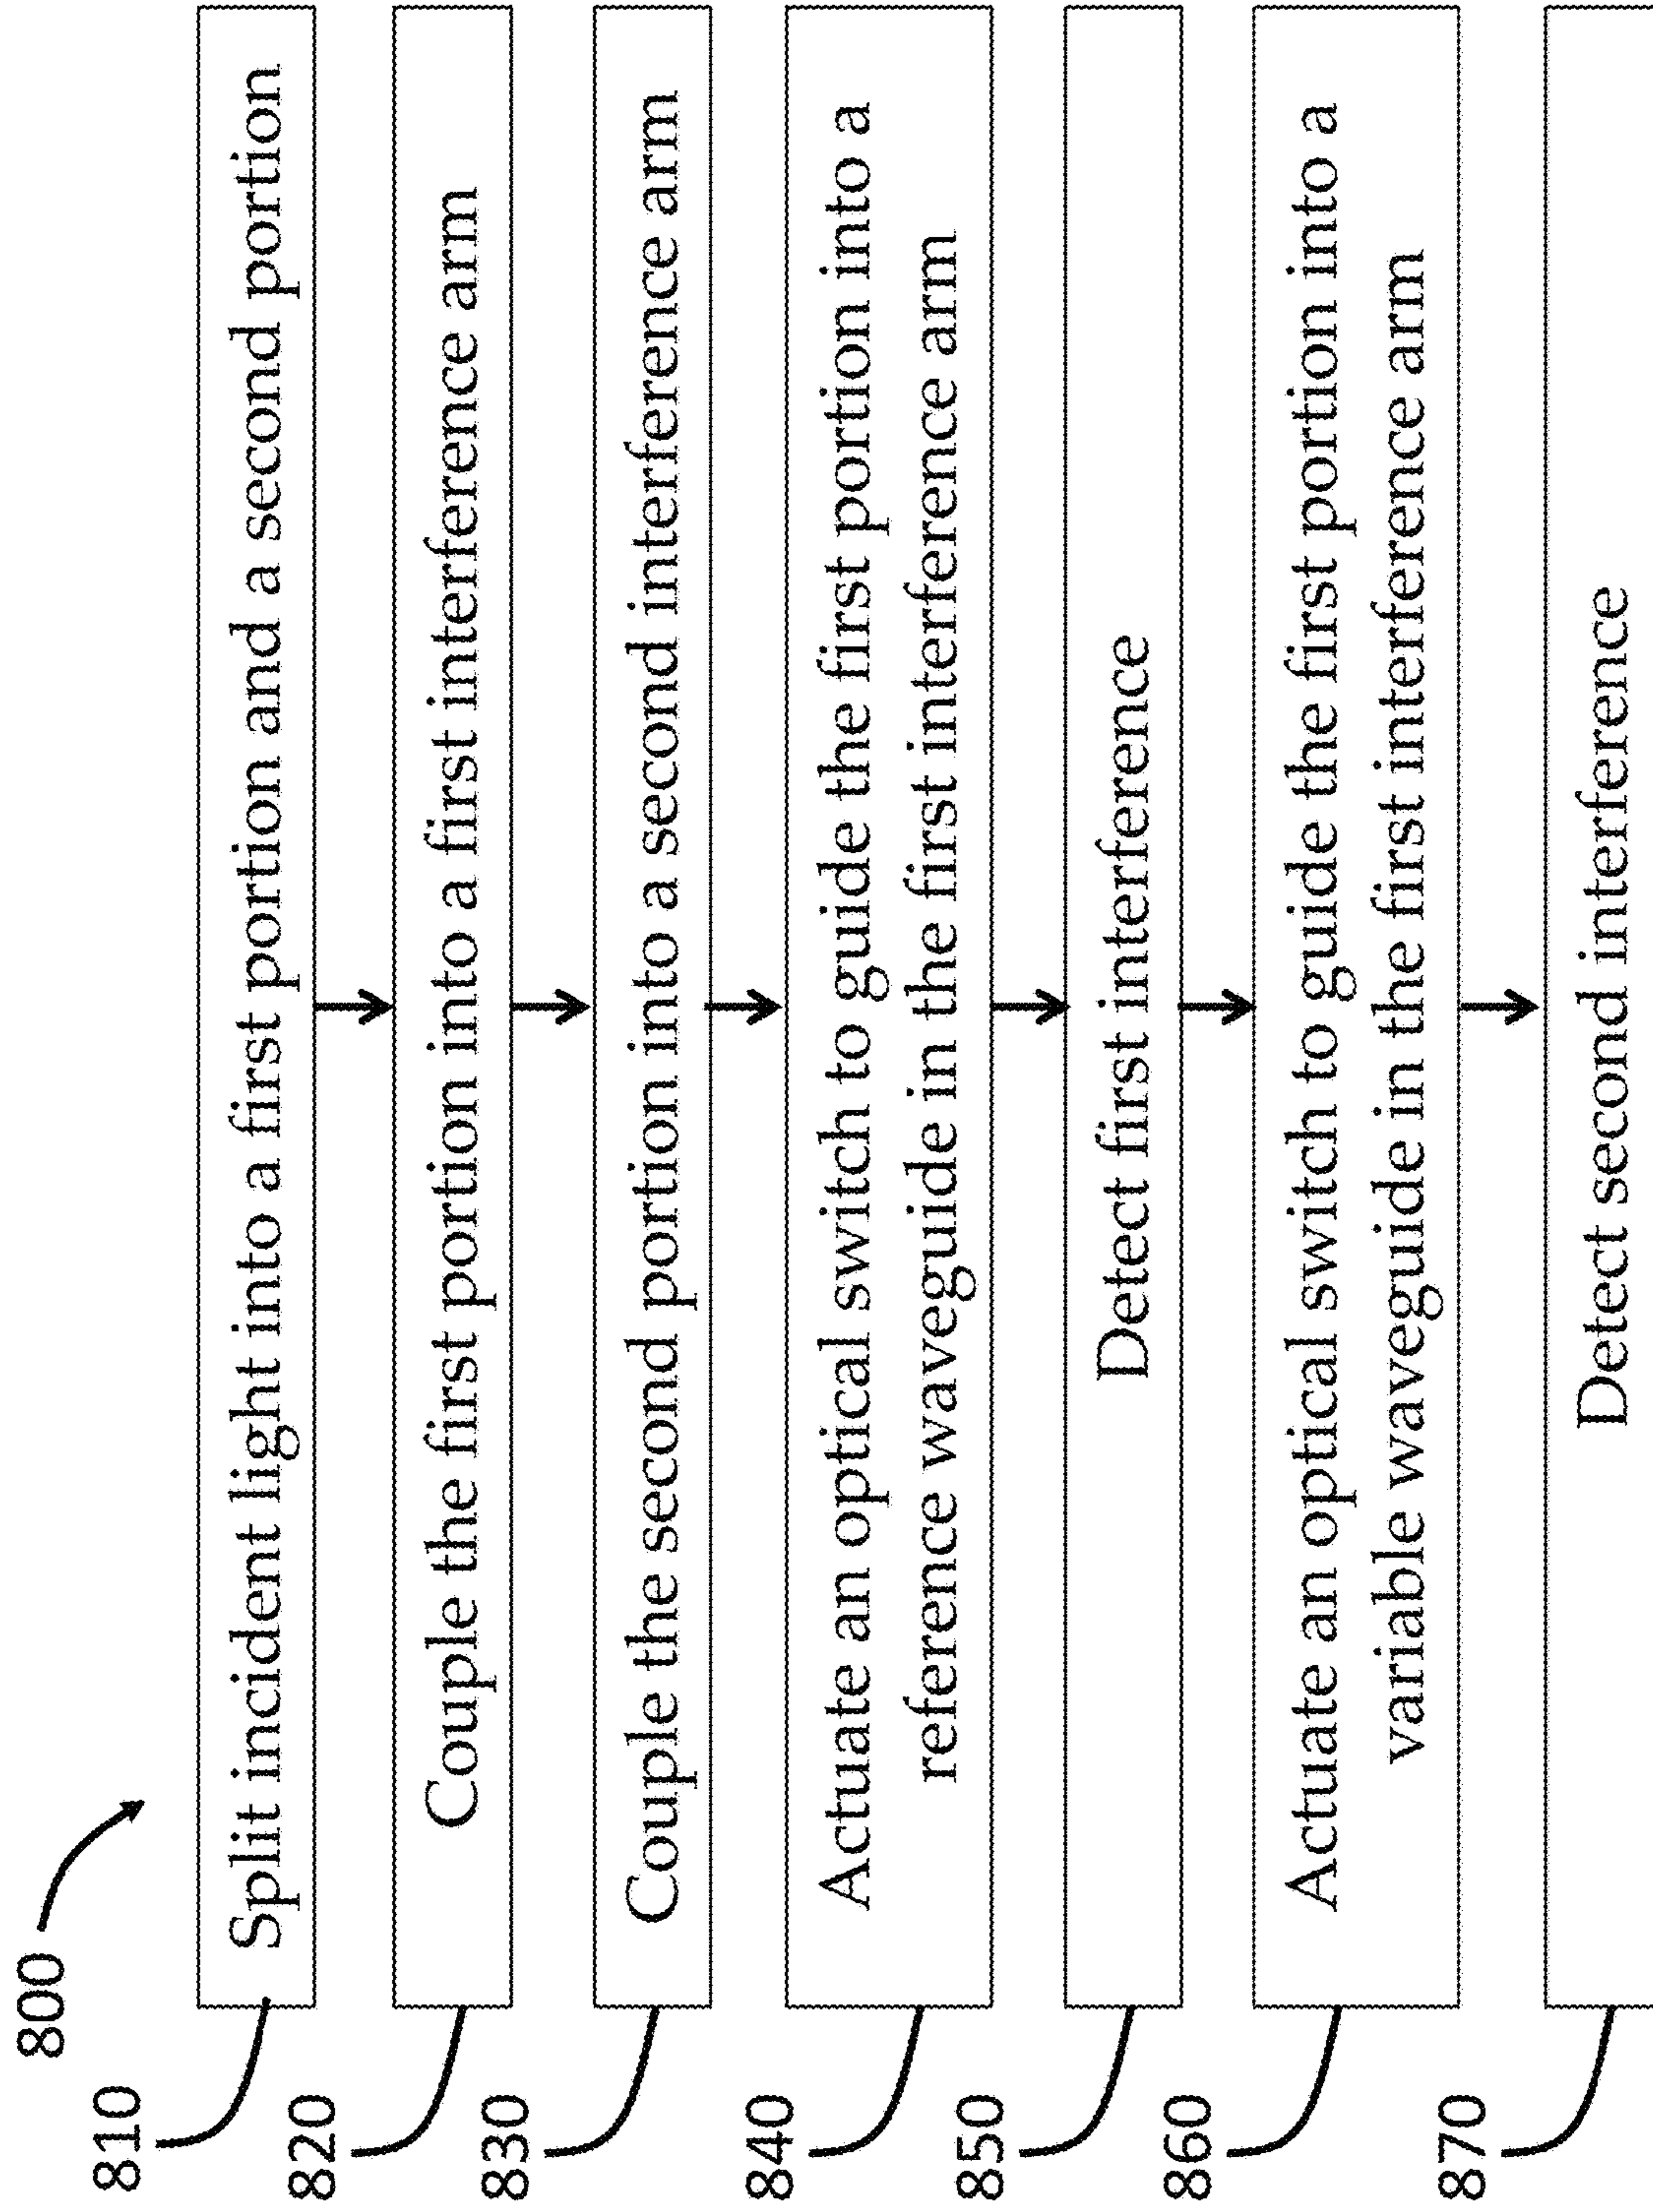 800
810
Split incident light into a first portion and a second portion
820
Couple the first portion into a first interference arm
830
Couple the second portion into a second interference arm
840
Actuate an optical switch to guide the first portion into a
reference waveguide in the first interference arm
850
Detect first interference
860
Actuate an optical switch to guide the first portion into a
variable waveguide in the first interference arm
870
Detect second interference